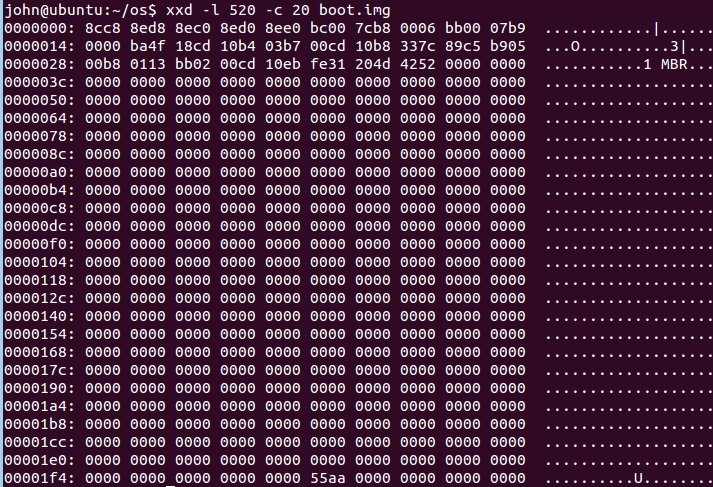 john@ubuntu:~/os$ xxd -l 520 -c 20 boot.img
0000000: 8cc8 8ed8 8ec0 8ed0 8ee0 bc00 7cb8 0006 bb00 07b9  ............|.......
0000014: 0000 ba4f 18cd 10b4 03b7 00cd 10b8 337c 89c5 b905  ...O..........3|....
0000028: 00b8 0113 bb02 00cd 10eb fe31 204d 4252 0000 0000  ...........1 MBR....
000003c: 0000 0000 0000 0000 0000 0000 0000 0000 0000 0000  ....................
0000050: 0000 0000 0000 0000 0000 0000 0000 0000 0000 0000  ....................
0000064: 0000 0000 0000 0000 0000 0000 0000 0000 0000 0000  ....................
0000078: 0000 0000 0000 0000 0000 0000 0000 0000 0000 0000  ....................
000008c: 0000 0000 0000 0000 0000 0000 0000 0000 0000 0000  ....................
00000a0: 0000 0000 0000 0000 0000 0000 0000 0000 0000 0000  ....................
00000b4: 0000 0000 0000 0000 0000 0000 0000 0000 0000 0000  ....................
00000c8: 0000 0000 0000 0000 0000 0000 0000 0000 0000 0000  ....................
00000dc: 0000 0000 0000 0000 0000 0000 0000 0000 0000 0000  ....................
00000f0: 0000 0000 0000 0000 0000 0000 0000 0000 0000 0000  ....................
0000104: 0000 0000 0000 0000 0000 0000 0000 0000 0000 0000  ....................
0000118: 0000 0000 0000 0000 0000 0000 0000 0000 0000 0000  ....................
000012c: 0000 0000 0000 0000 0000 0000 0000 0000 0000 0000  ....................
0000140: 0000 0000 0000 0000 0000 0000 0000 0000 0000 0000  ....................
0000154: 0000 0000 0000 0000 0000 0000 0000 0000 0000 0000  ....................
0000168: 0000 0000 0000 0000 0000 0000 0000 0000 0000 0000  ....................
000017c: 0000 0000 0000 0000 0000 0000 0000 0000 0000 0000  ....................
0000190: 0000 0000 0000 0000 0000 0000 0000 0000 0000 0000  ....................
00001a4: 0000 0000 0000 0000 0000 0000 0000 0000 0000 0000  ....................
00001b8: 0000 0000 0000 0000 0000 0000 0000 0000 0000 0000  ....................
00001cc: 0000 0000 0000 0000 0000 0000 0000 0000 0000 0000  ....................
00001e0: 0000 0000 0000 0000 0000 0000 0000 0000 0000 0000  ....................
00001f4: 0000 0000 0000 0000 0000 55aa 0000 0000 0000 0000  ..........U.........